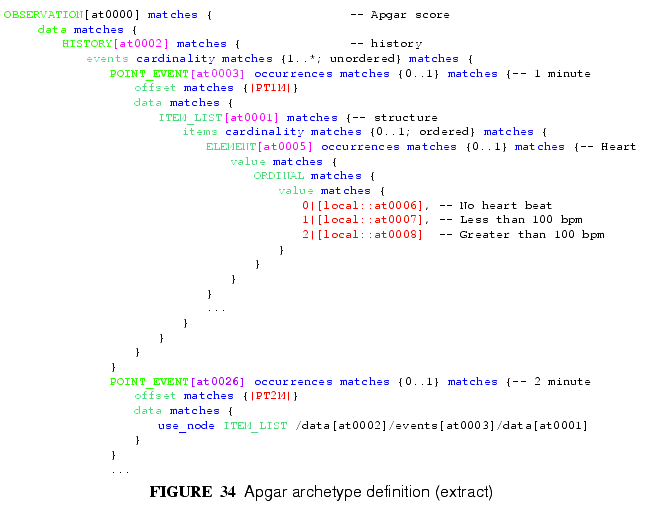 OBSERVATION[at0000] matches { -- Apgar score
data matches {
HISTORY[at0002] matches { -- history
events cardinality matches {1..*; unordered} matches {
POINT_EVENT[at0003] occurrences matches {0..1} matches {-- 1 minute
offset matches {|PT1M|}
data matches {
ITEM_LIST[at0001] matches {-- structure
items cardinality matches {0..1; ordered} matches {
ELEMENT[at0005] occurrences matches {0..1} matches {-- Heart
value matches {
ORDINAL matches {
value matches {
0|[local::at0006], -- No heart beat
1|[local::at0007], -- Less than 100 bpm
2|[local::at0008] -- Greater than 100 bpm
}
}
}
}
...
}
}
}
}
POINT_EVENT[at0026] occurrences matches {0..1} matches {-- 2 minute
offset matches {|PT2M|}
data matches {
use_node ITEM_LIST /data[at0002]/events[at0003]/data[at0001]
}
}
...
FIGURE 34 Apgar archetype definition (extract)